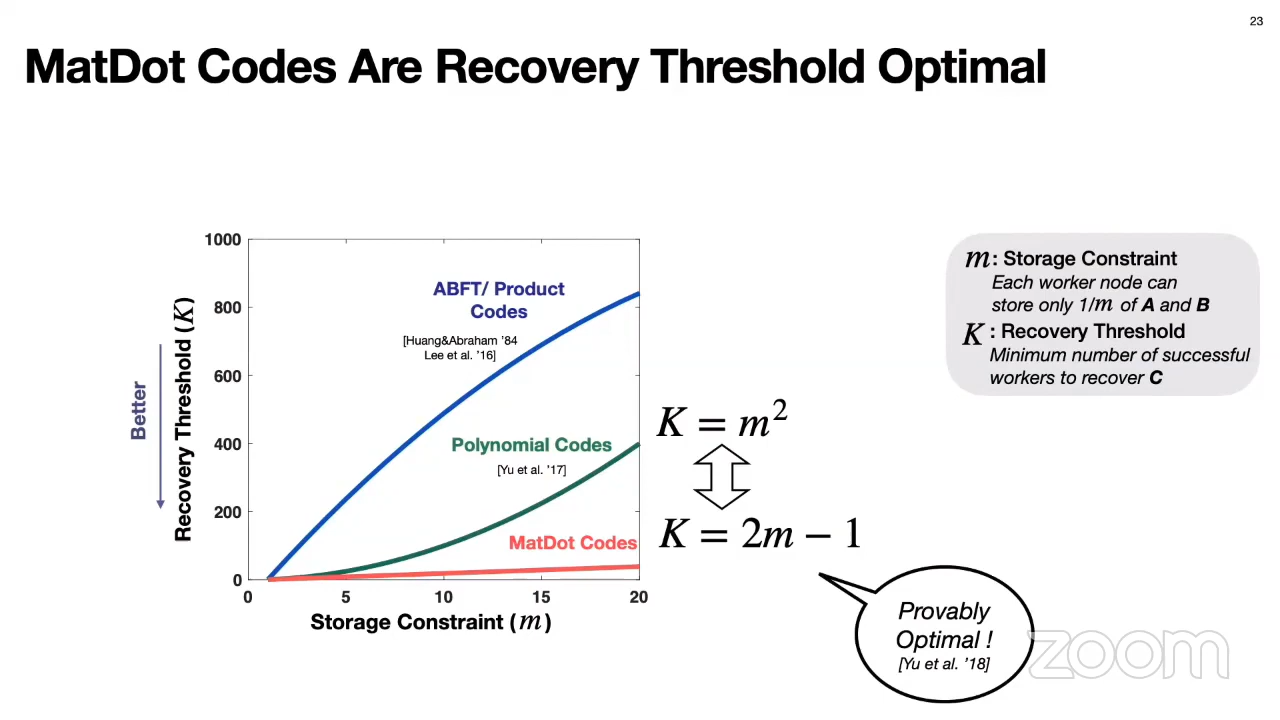 23
MatDot Codes Are Recovery Threshold Optimal
1000
800
600
400
200
0
0
5
10
15
20
Better
Recovery Threshold (K)
Storage Constraint (m)
ABFT/ Product
Codes
[Huang&Abraham '84
Lee et al. '16]
Polynomial Codes
[Yu et al. '17]
MatDot Codes
K = m²
K = 2m − 1
m: Storage Constraint
Each worker node can
store only 1/m of A and B
K : Recovery Threshold
Minimum number of successful
workers to recover C
Provably
Optimal !
[Yu et al. '18]
zoom